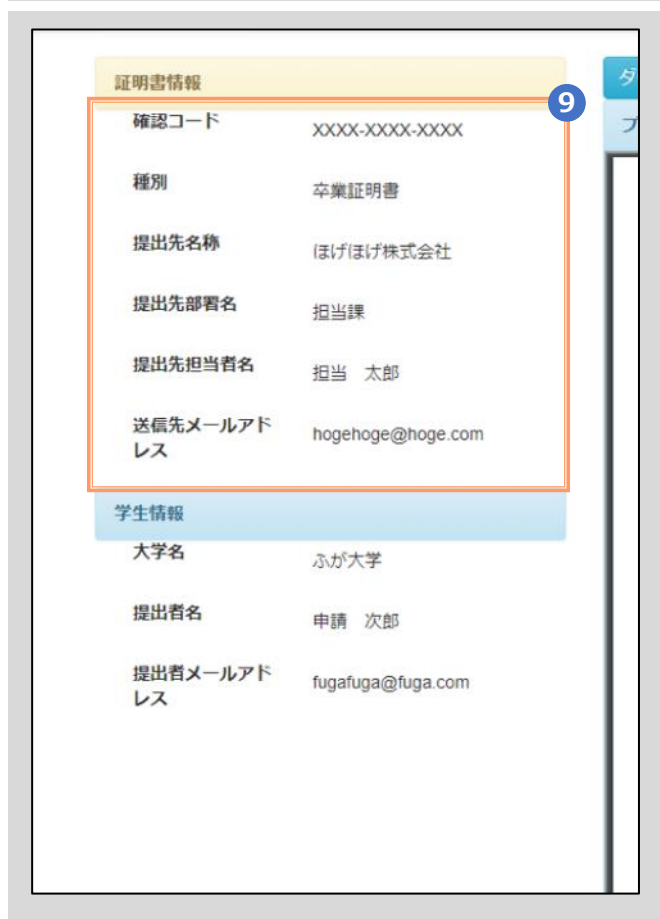 証明書情報
ダ
9
確認コード XXXX-XXXX-XXXX
プ
種別 卒業証明書
提出先名称 ほげほげ株式会社
提出先部署名 担当課
提出先担当者名 担当　太郎
送信先メールアド
レス
hogehoge@hoge.com
学生情報
大学名 ふが大学
提出者名 申請　次郎
提出者メールアド
レス
fugafuga@fuga.com